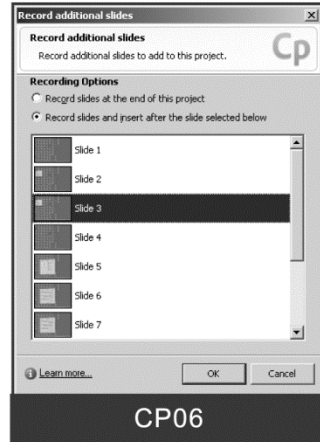 Record additional slides
Record additional slides
Record additional slides to add to this project.
Cp
Recording Options
Record slides at the end of this project
Record slides and insert after the slide selected below
Slide 1
Slide 2
Slide 3
Slide 4
Slide 5
Slide 6
Slide 7
Learn more...
OK
Cancel
CP06